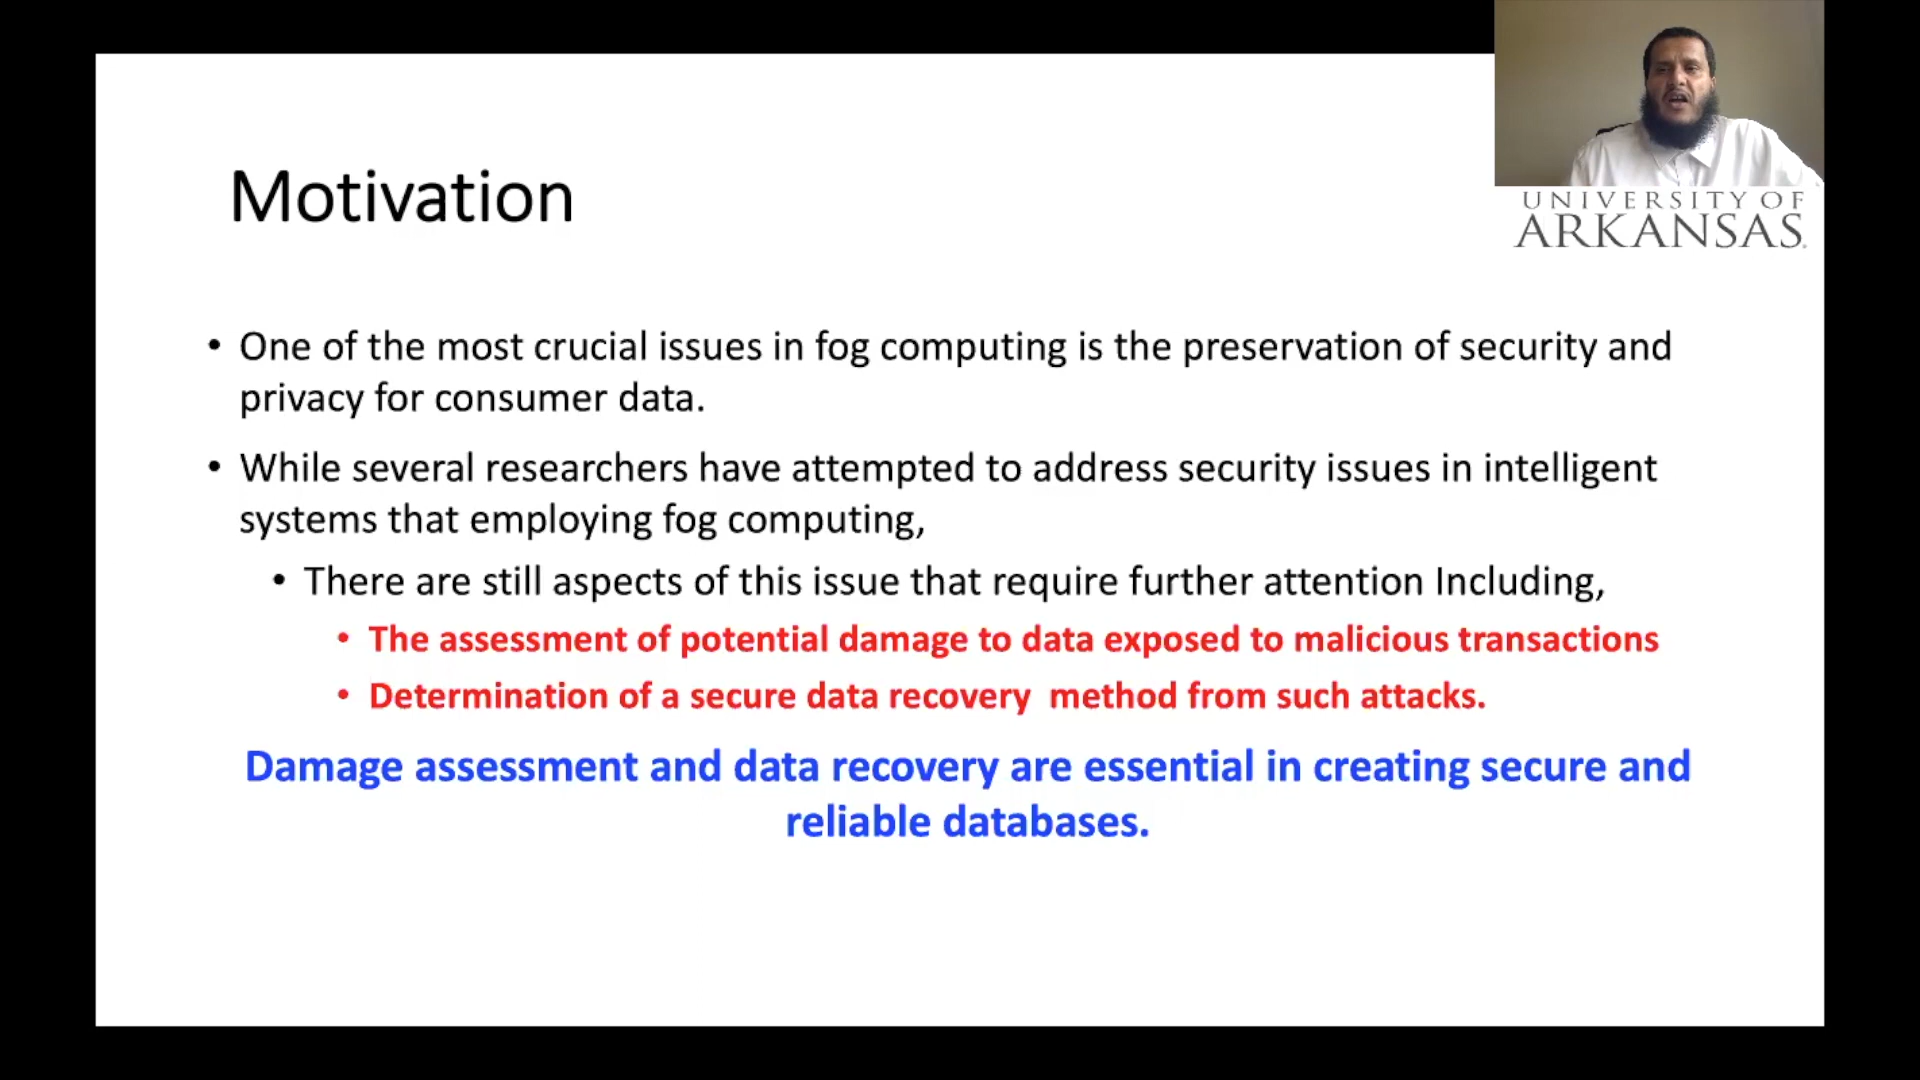 UNIVERSITY OF
ARKANSAS.
Motivation
• One of the most crucial issues in fog computing is the preservation of security and
privacy for consumer data.
• While several researchers have attempted to address security issues in intelligent
systems that employing fog computing,
• There are still aspects of this issue that require further attention Including,
• The assessment of potential damage to data exposed to malicious transactions
• Determination of a secure data recovery  method from such attacks.
Damage assessment and data recovery are essential in creating secure and
reliable databases.